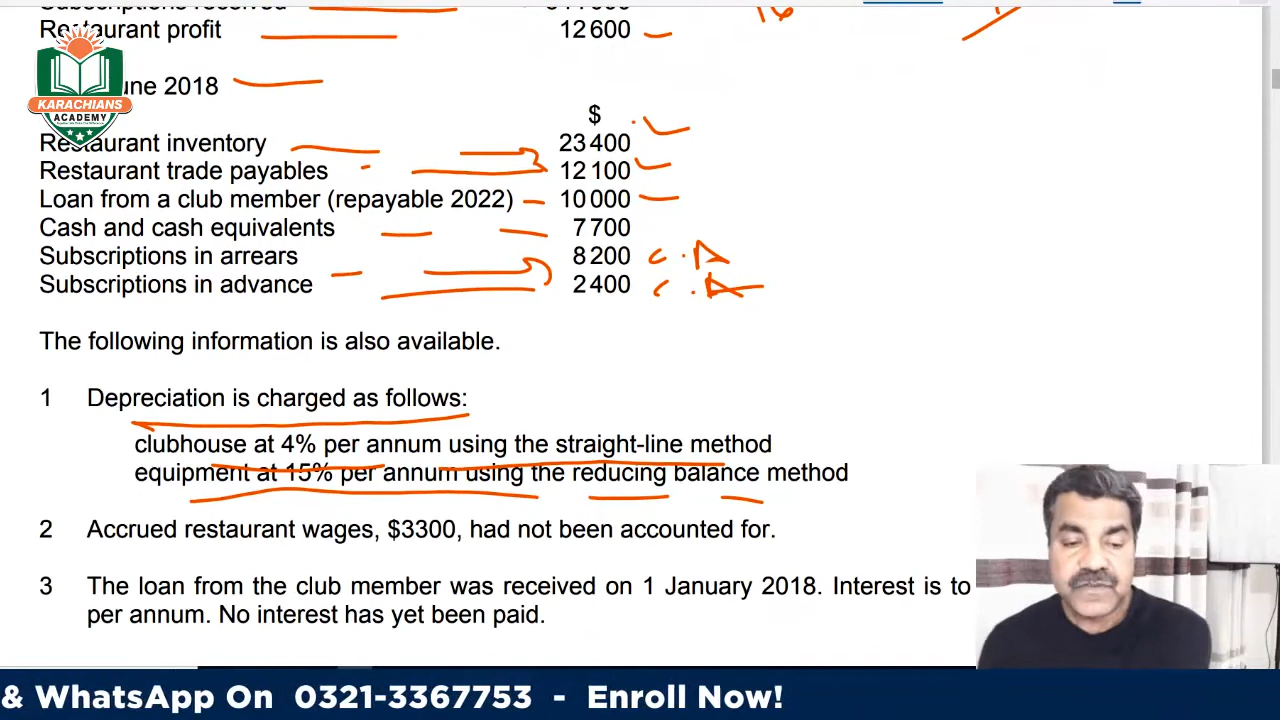 Restaurant profit 12 600
une 2018
$
Restaurant inventory 23 400
Restaurant trade payables 12 100
Loan from a club member (repayable 2022) 10 000
Cash and cash equivalents 7 700
Subscriptions in arrears 8 200 C.A
Subscriptions in advance 2 400
The following information is also available.
1 Depreciation is charged as follows:
clubhouse at 4% per annum using the straight-line method
equipment at 15% per annum using the reducing balance method
2 Accrued restaurant wages, $3300, had not been accounted for.
3 The loan from the club member was received on 1 January 2018. Interest is to
per annum. No interest has yet been paid.
KARACHIANS
ACADEMY
& WhatsApp On 0321-3367753 - Enroll Now!